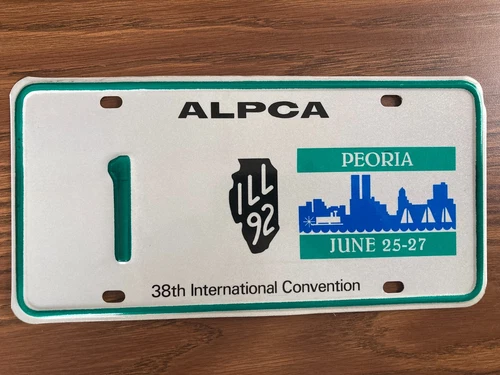 ALPCA
1
ILL
92
PEORIA
JUNE 25-27
38th International Convention